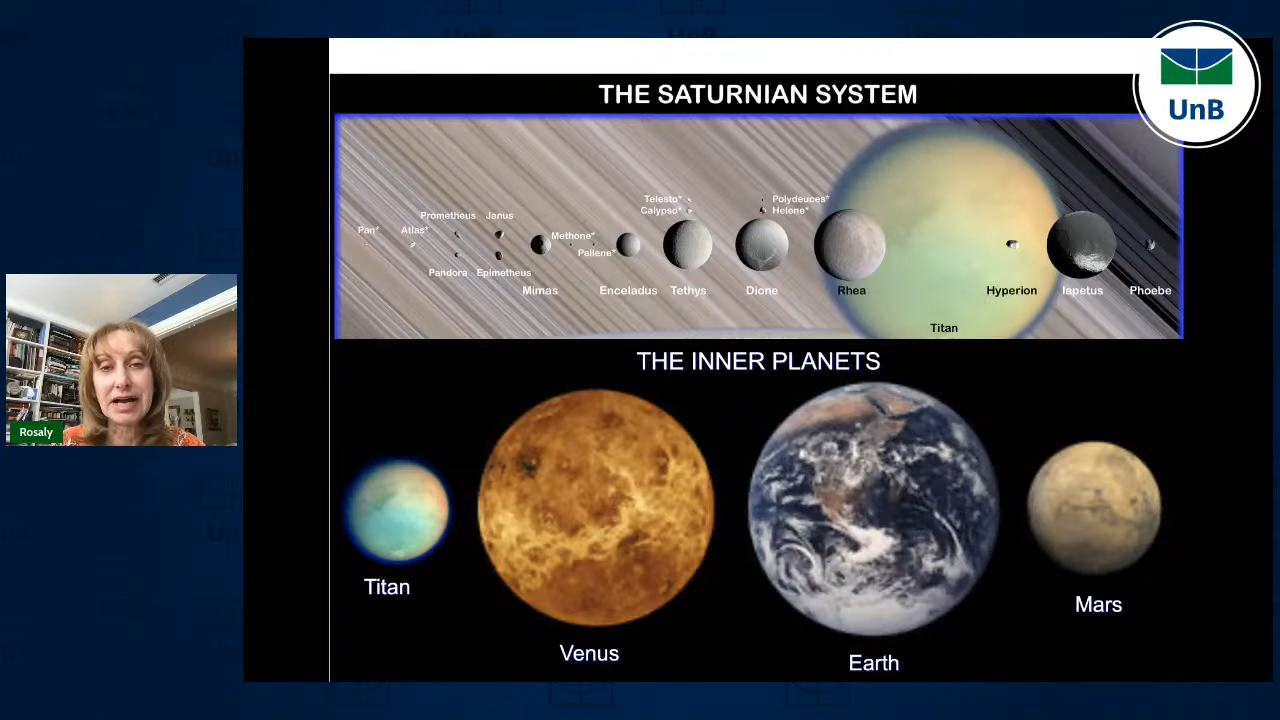 UnB
THE SATURNIAN SYSTEM
Telesto*
Polydeuces*
Calypso*
Helene*
Prometheus
Janus
Pan*
Atlas*
Methone*
Pallene*
Pandora
Epimetheus
Mimas
Enceladus
Tethys
Dione
Rhea
Hyperion
Iapetus
Phoebe
Titan
THE INNER PLANETS
Rosaly
Titan
Mars
Venus
Earth